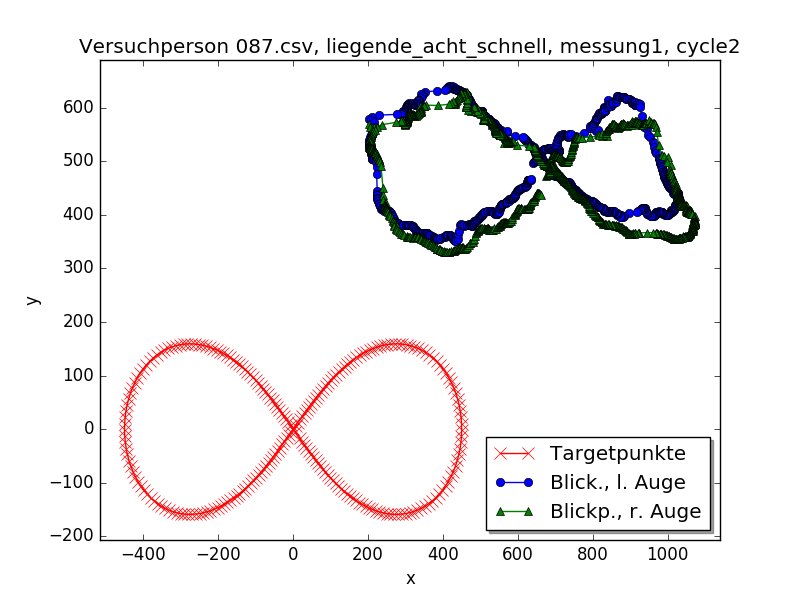 Versuchperson 087.csv, liegende_acht_schnell, messung1, cycle2
y
600
500
400
300
200
100
0
−100
−200
Targetpunkte
Blick., l. Auge
Blickp., r. Auge
−400 −200 0 200 400 600 800 1000
x